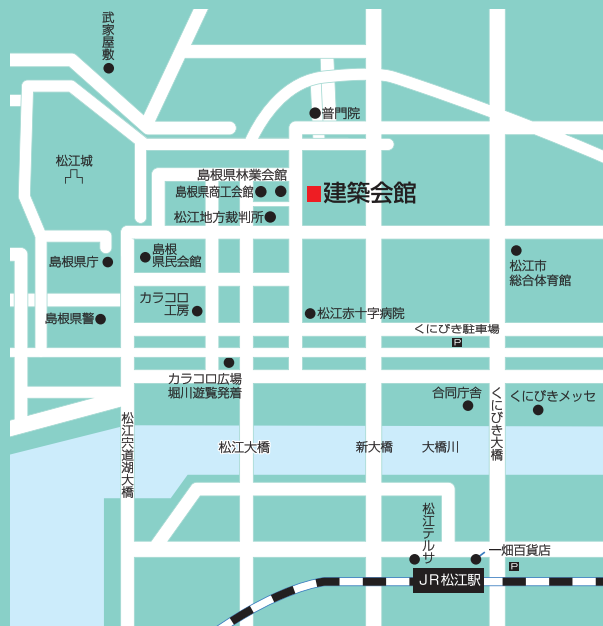 武家屋敷
普門院
松江城
島根県林業会館
島根県商工会館
建築会館
松江地方裁判所
島根
県民会館
島根県庁
松江市
総合体育館
カラコロ
工房
島根県警
松江赤十字病院
くにびき駐車場
P
カラコロ広場
堀川遊覧発着
合同庁舎
くにびきメッセ
くにびき大橋
松江宍道湖大橋
松江大橋
新大橋
大橋川
松江テルサ
一畑百貨店
P
JR松江駅